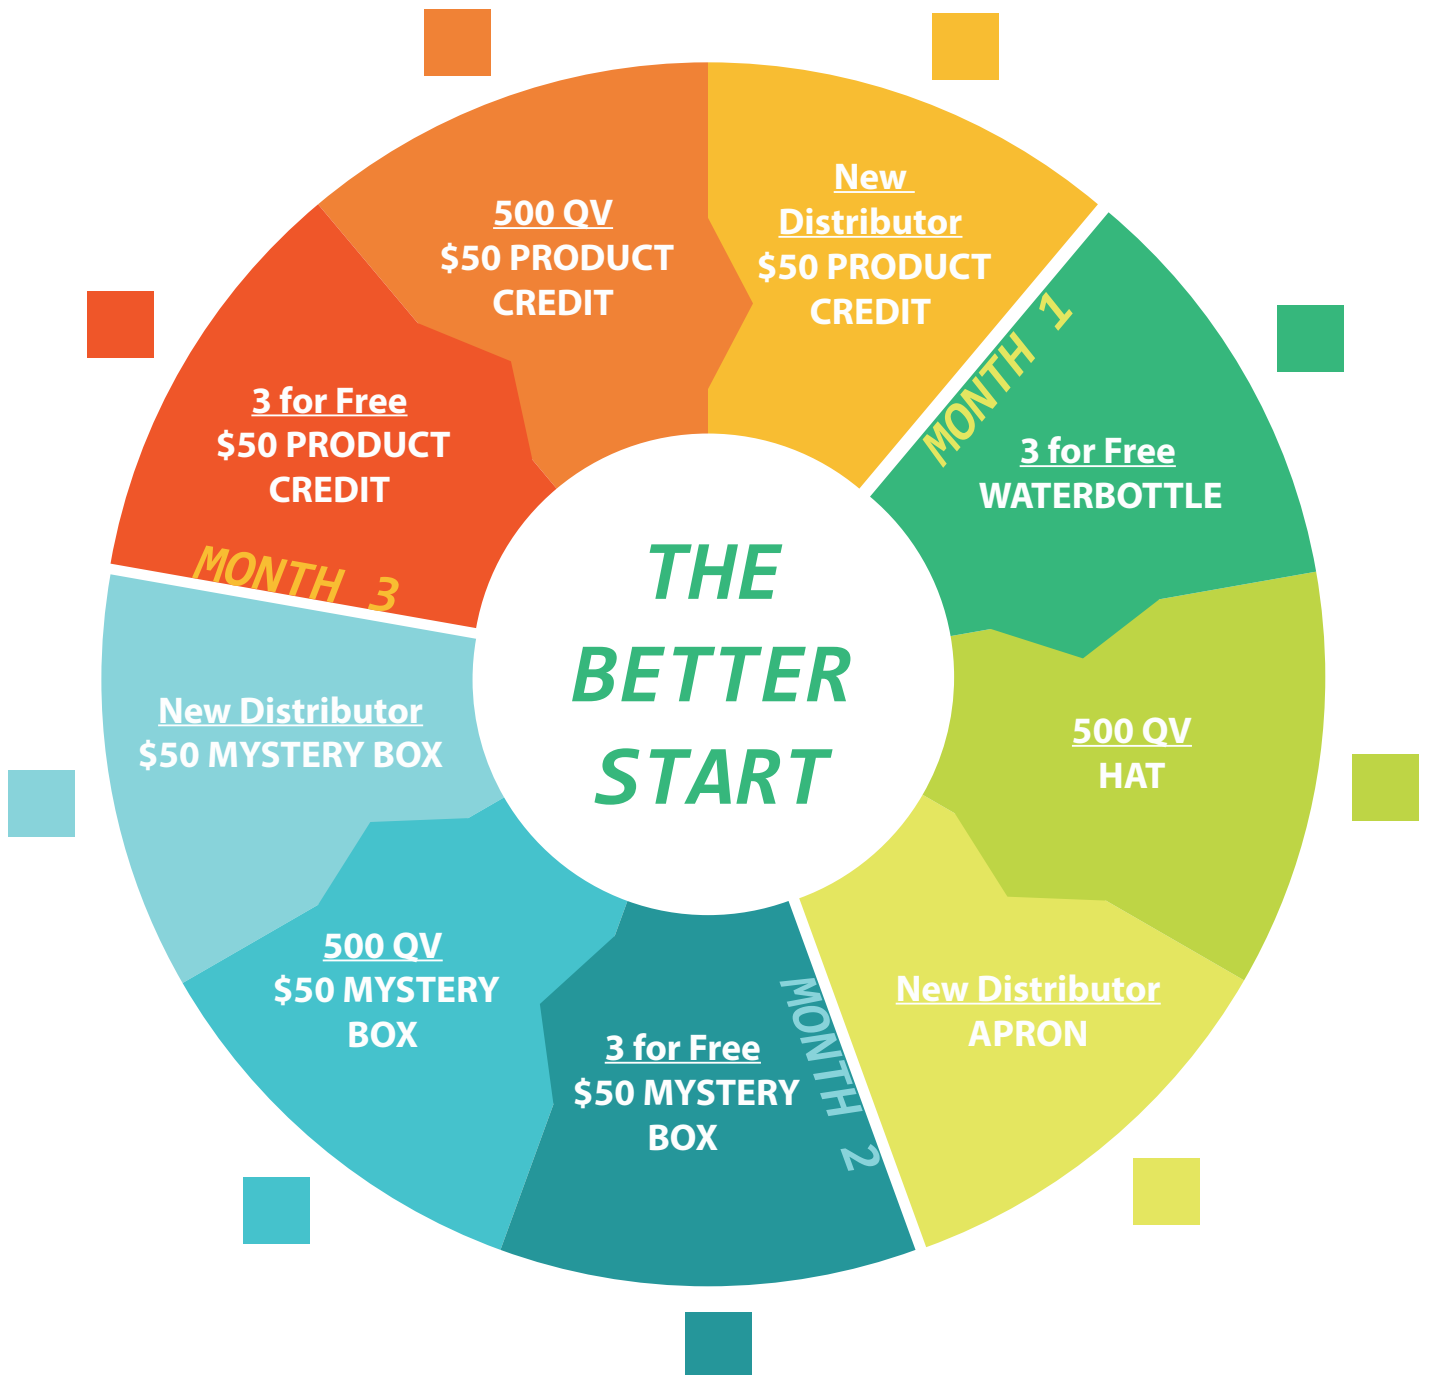 THE
BETTER
START
MONTH 1
3 for Free
WATERBOTTLE
500 QV
HAT
New Distributor
APRON
MONTH 2
3 for Free
$50 MYSTERY
BOX
500 QV
$50 MYSTERY
BOX
New Distributor
$50 MYSTERY BOX
MONTH 3
3 for Free
$50 PRODUCT
CREDIT
500 QV
$50 PRODUCT
CREDIT
New
Distributor
$50 PRODUCT
CREDIT